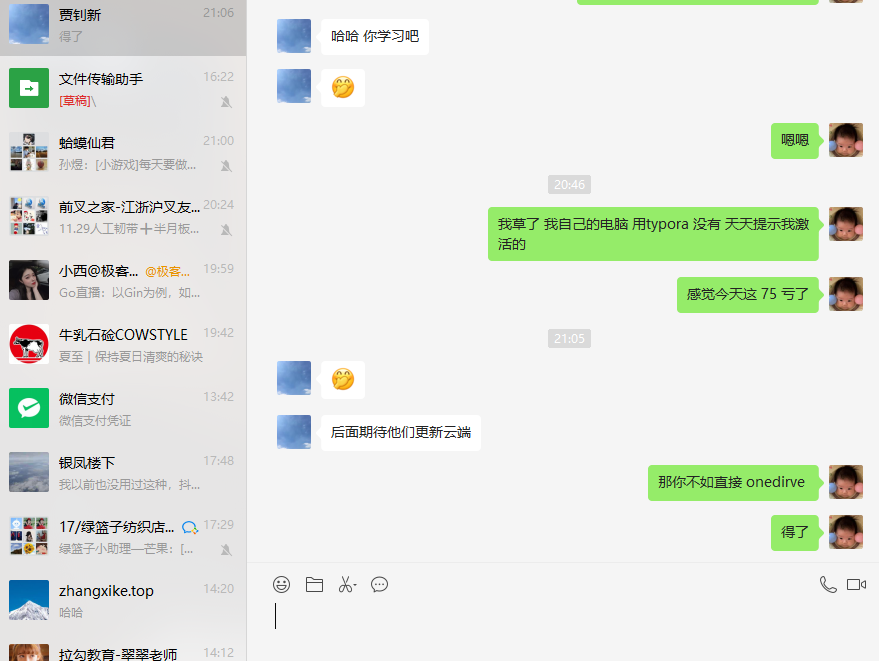 贾钊新
21:06
得了
文件传输助手
16:22
[草稿]\
蛤蟆仙君
21:00
孙煜：[小游戏]每天要做...
前叉之家-江浙沪叉友...
20:24
11.29人工韧带＋半月板...
小西@极客...
@极客...
19:59
Go直播：以Gin为例，如...
牛乳石硷COWSTYLE
19:42
夏至 | 保持夏日清爽的秘诀
微信支付
13:42
微信支付凭证
银凤楼下
17:48
我以前也没用过这种，抖...
17/绿篮子纺织店...
17:29
绿篮子小助理—芒果：[...
zhangxike.top
14:20
哈哈
拉勾教育-翠翠老师
14:12
哈哈 你学习吧
嗯嗯
20:46
我草了 我自己的电脑 用typora 没有 天天提示我激
活的
感觉今天这 75 亏了
21:05
后面期待他们更新云端
那你不如直接 onedirve
得了